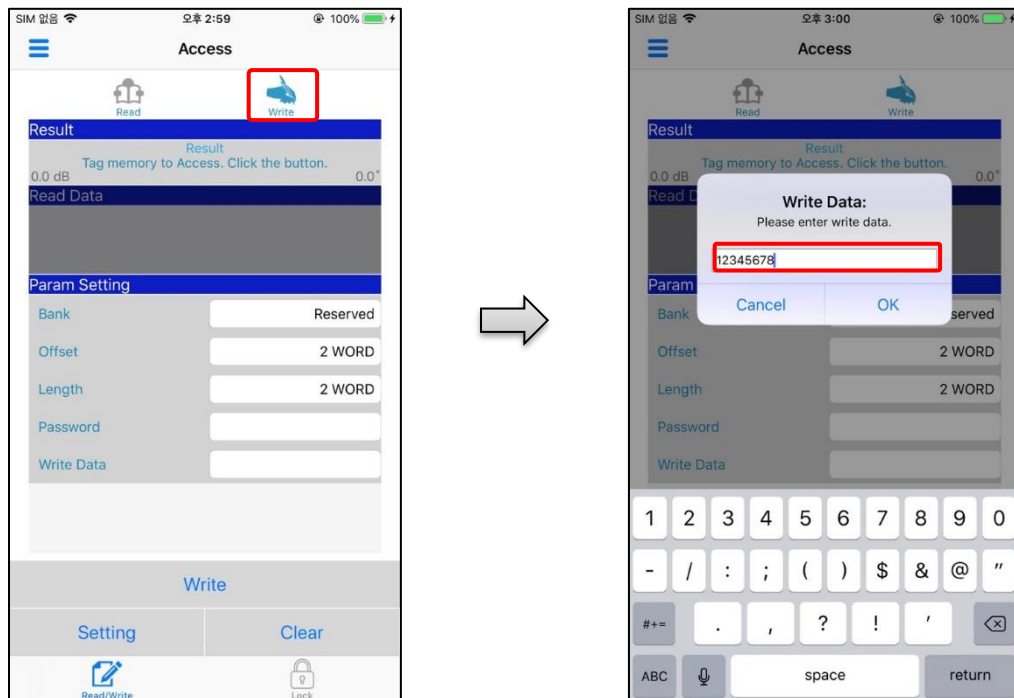 SIM 없음 오후 2:59 100%
Access
Read Write
Result
Result
Tag memory to Access. Click the button.
0.0 dB 0.0°
Read Data
Param Setting
Bank Reserved
Offset 2 WORD
Length 2 WORD
Password
Write Data
Write
Setting Clear
Read/Write Lock
SIM 없음 오후 3:00 100%
Access
Read Write
Result
Result
Tag memory to Access. Click the button.
0.0 dB 0.0°
Read D
Write Data:
Please enter write data.
12345678
Cancel OK
Param
Bank served
Offset 2 WORD
Length 2 WORD
Password
Write Data
1 2 3 4 5 6 7 8 9 0
- / : ; ( ) $ & @ "
#+= . , ? ! '
ABC space return